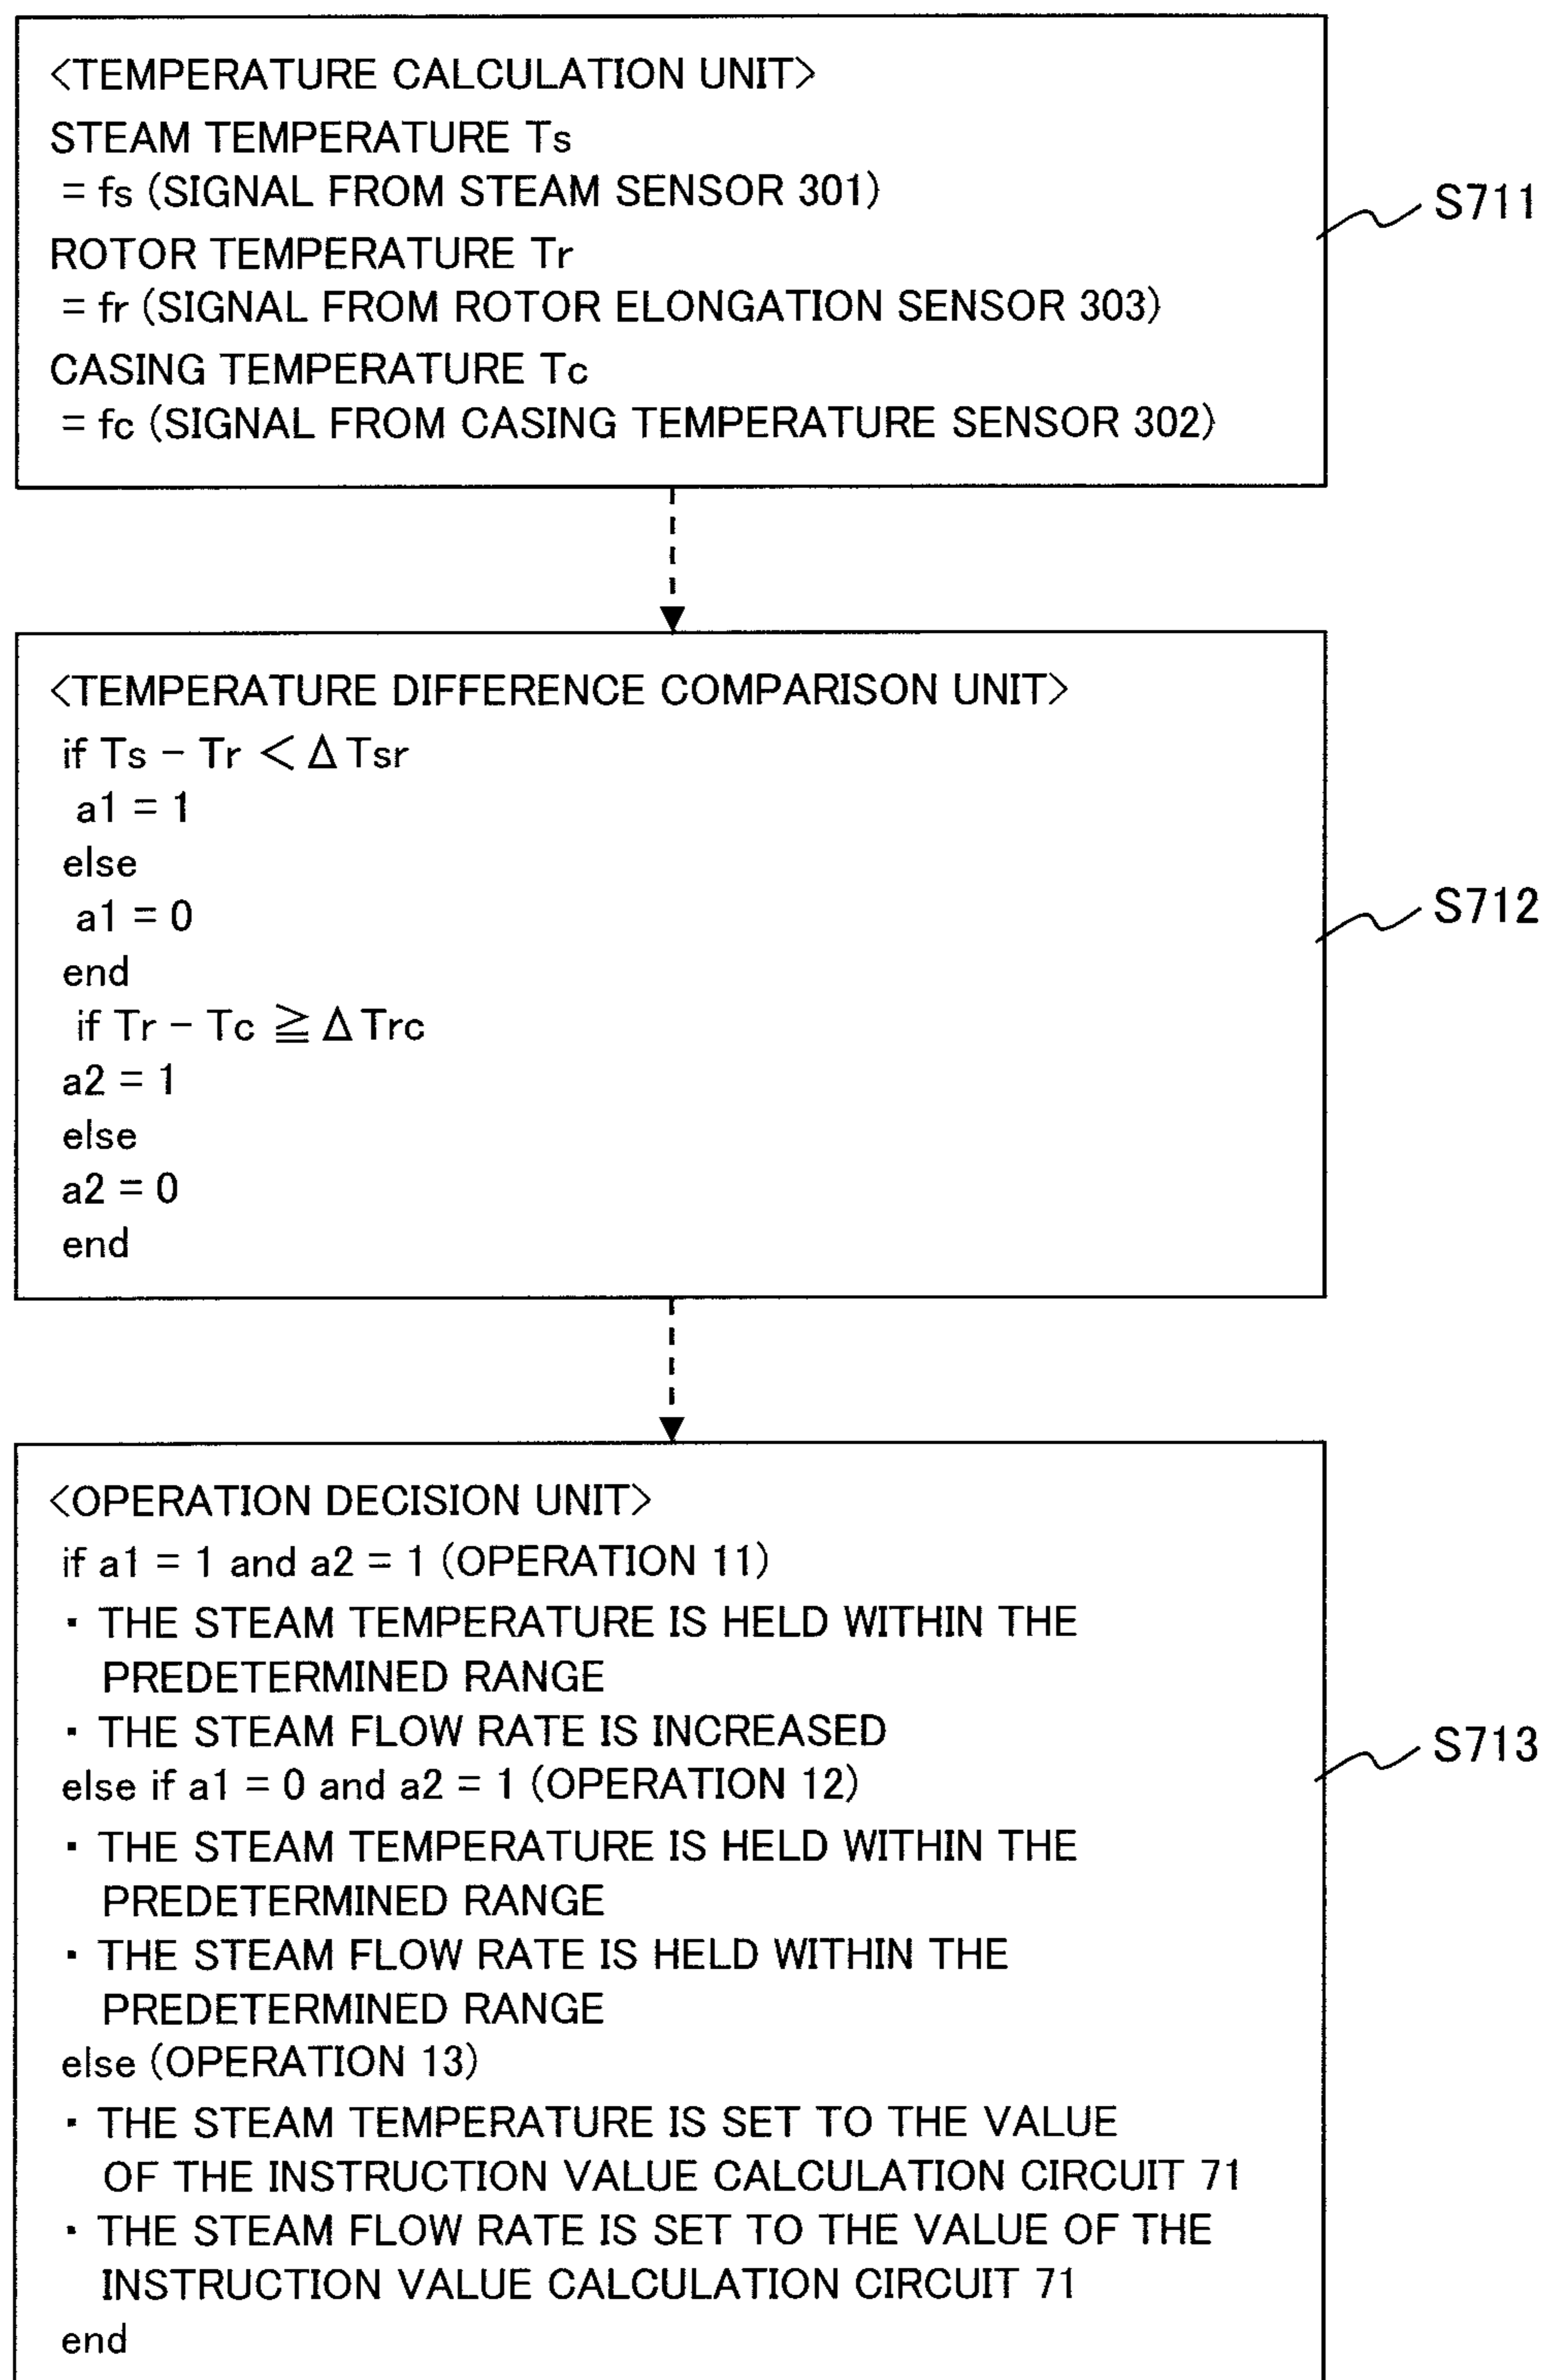 <TEMPERATURE CALCULATION UNIT>
STEAM TEMPERATURE Ts
= fs (SIGNAL FROM STEAM SENSOR 301)
ROTOR TEMPERATURE Tr
= fr (SIGNAL FROM ROTOR ELONGATION SENSOR 303)
CASING TEMPERATURE Tc
= fc (SIGNAL FROM CASING TEMPERATURE SENSOR 302)
S711
<TEMPERATURE DIFFERENCE COMPARISON UNIT>
if Ts - Tr < Δ Tsr
a1 = 1
else
a1 = 0
end
if Tr - Tc ≧ Δ Trc
a2 = 1
else
a2 = 0
end
S712
<OPERATION DECISION UNIT>
if a1 = 1 and a2 = 1 (OPERATION 11)
・ THE STEAM TEMPERATURE IS HELD WITHIN THE
PREDETERMINED RANGE
・ THE STEAM FLOW RATE IS INCREASED
else if a1 = 0 and a2 = 1 (OPERATION 12)
・ THE STEAM TEMPERATURE IS HELD WITHIN THE
PREDETERMINED RANGE
・ THE STEAM FLOW RATE IS HELD WITHIN THE
PREDETERMINED RANGE
else (OPERATION 13)
・ THE STEAM TEMPERATURE IS SET TO THE VALUE
OF THE INSTRUCTION VALUE CALCULATION CIRCUIT 71
・ THE STEAM FLOW RATE IS SET TO THE VALUE OF THE
INSTRUCTION VALUE CALCULATION CIRCUIT 71
end
S713